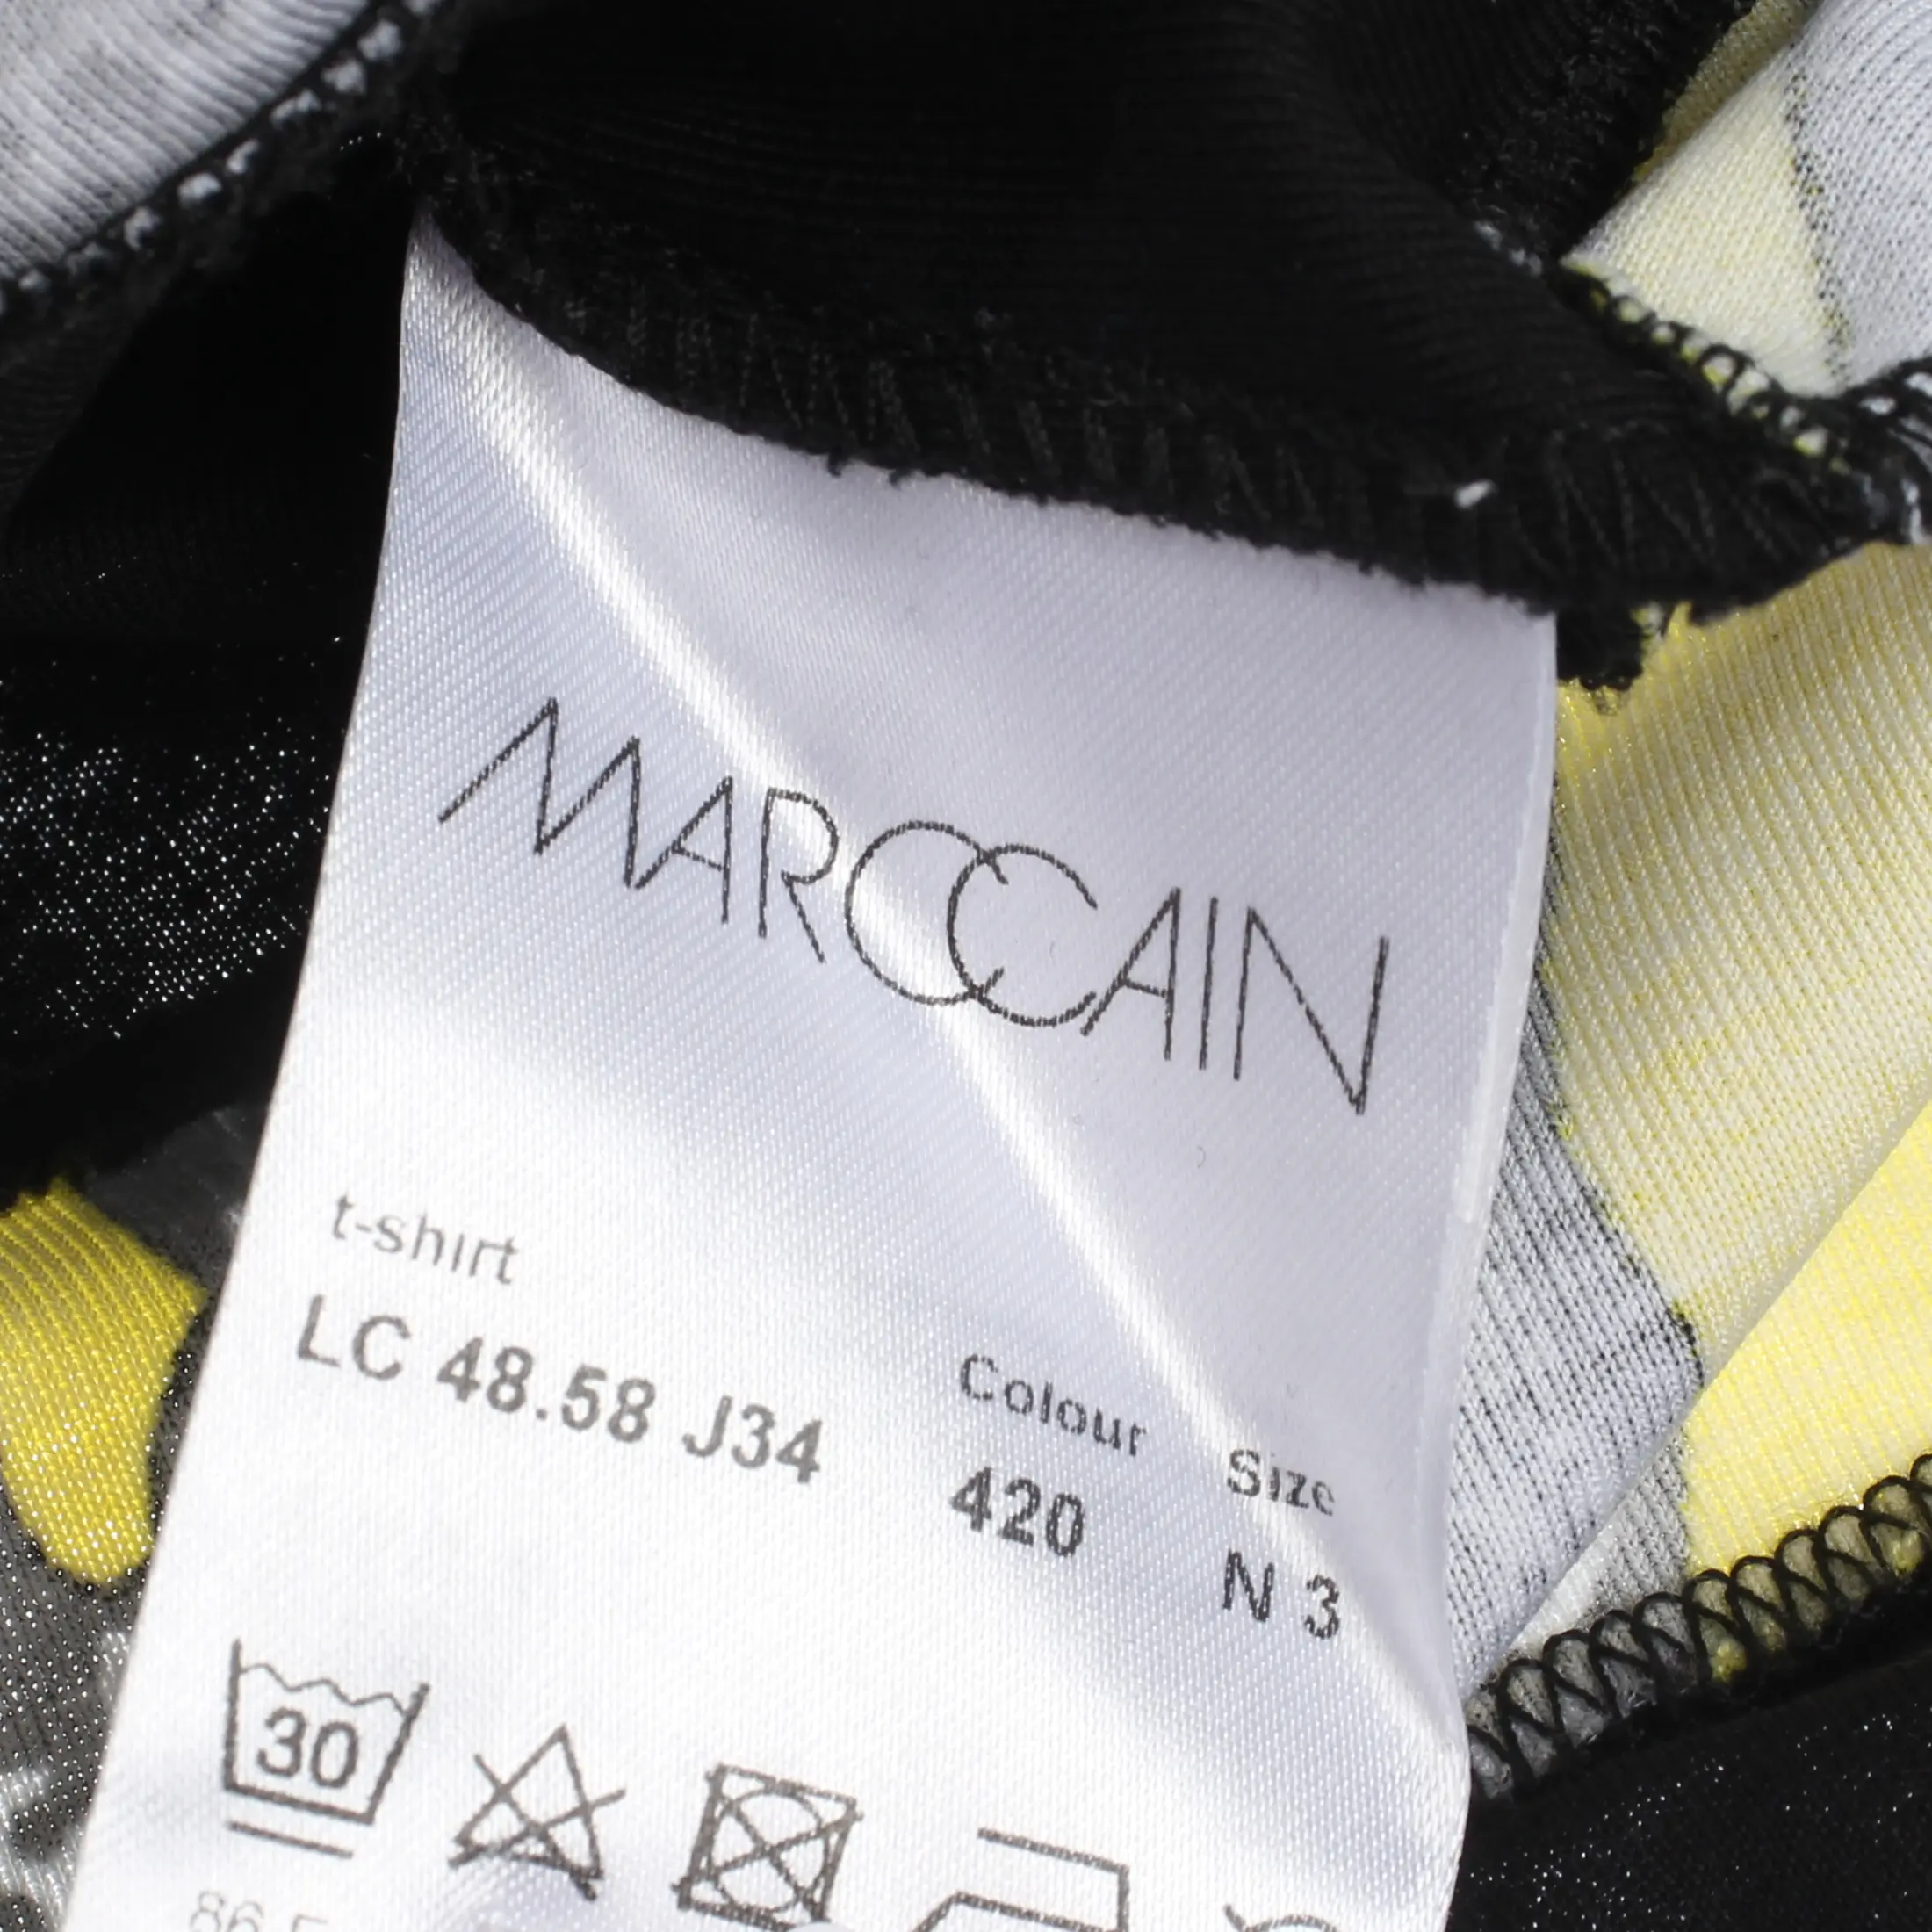 MARCCAIN
t-shirt
LC 48.58 J34
Colour
420
Size
N 3
30